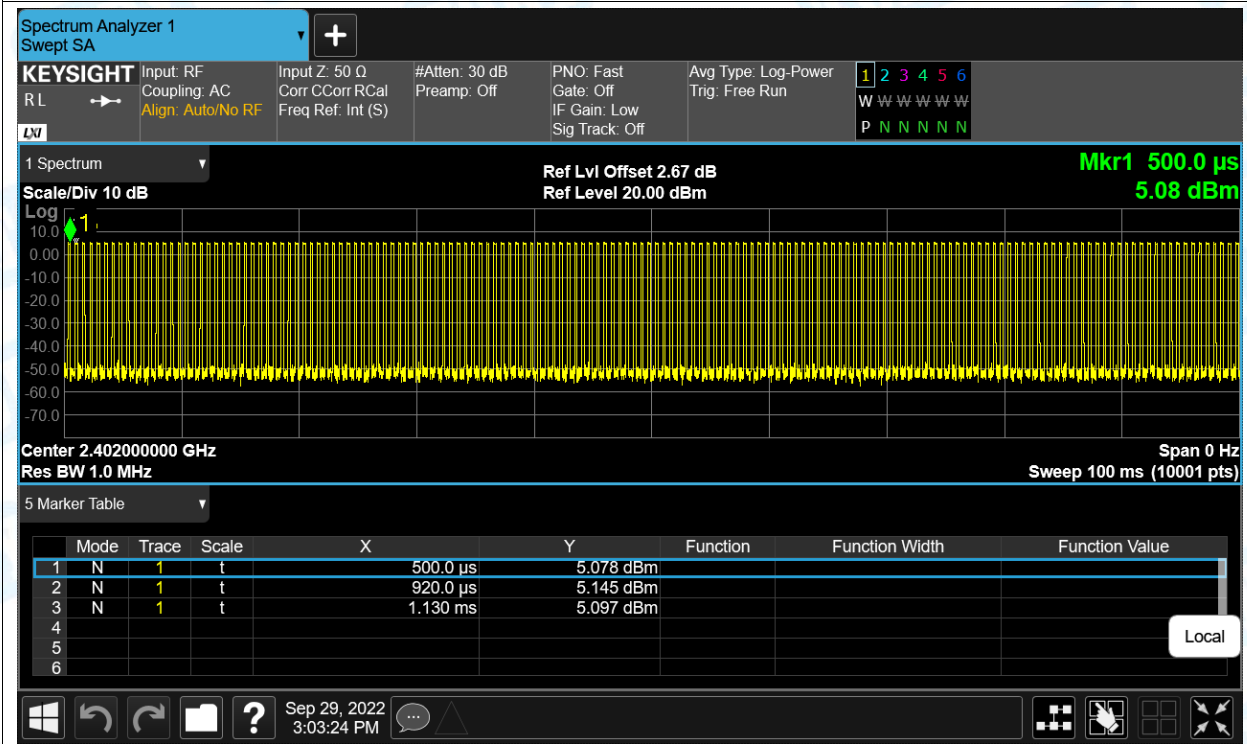 Spectrum Analyzer 1
Swept SA
KEYSIGHT
RL
LXI
Input: RF
Coupling: AC
Align: Auto/No RF
Input Z: 50 Ω
Corr CCorr RCal
Freq Ref: Int (S)
#Atten: 30 dB
Preamp: Off
PNO: Fast
Gate: Off
IF Gain: Low
Sig Track: Off
Avg Type: Log-Power
Trig: Free Run
1 2 3 4 5 6
W W W W W W
P N N N N N
1 Spectrum
Scale/Div 10 dB
Ref Lvl Offset 2.67 dB
Ref Level 20.00 dBm
Mkr1 500.0 µs
5.08 dBm
Log
1
10.0
0.00
-10.0
-20.0
-30.0
-40.0
-50.0
-60.0
-70.0
Center 2.402000000 GHz
Res BW 1.0 MHz
Span 0 Hz
Sweep 100 ms (10001 pts)
5 Marker Table
Mode Trace Scale X Y Function Function Width Function Value
1 N 1 t 500.0 µs 5.078 dBm
2 N 1 t 920.0 µs 5.145 dBm
3 N 1 t 1.130 ms 5.097 dBm
4
5
6
Local
?
Sep 29, 2022
3:03:24 PM